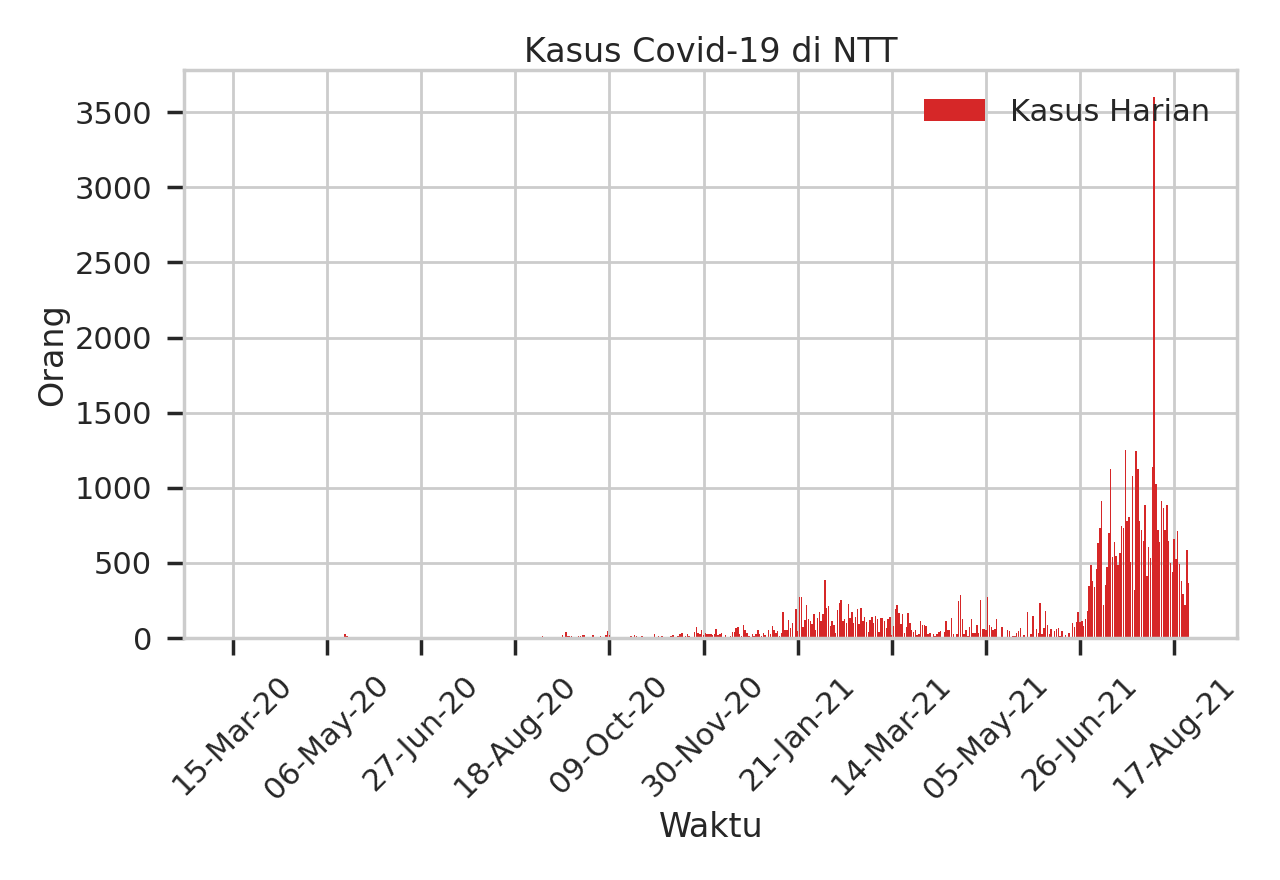 Kasus Covid-19 di NTT
Kasus Harian
Orang
3500
3000
2500
2000
1500
1000
500
0
15-Mar-20
06-May-20
27-Jun-20
18-Aug-20
09-Oct-20
30-Nov-20
21-Jan-21
14-Mar-21
05-May-21
26-Jun-21
17-Aug-21
Waktu